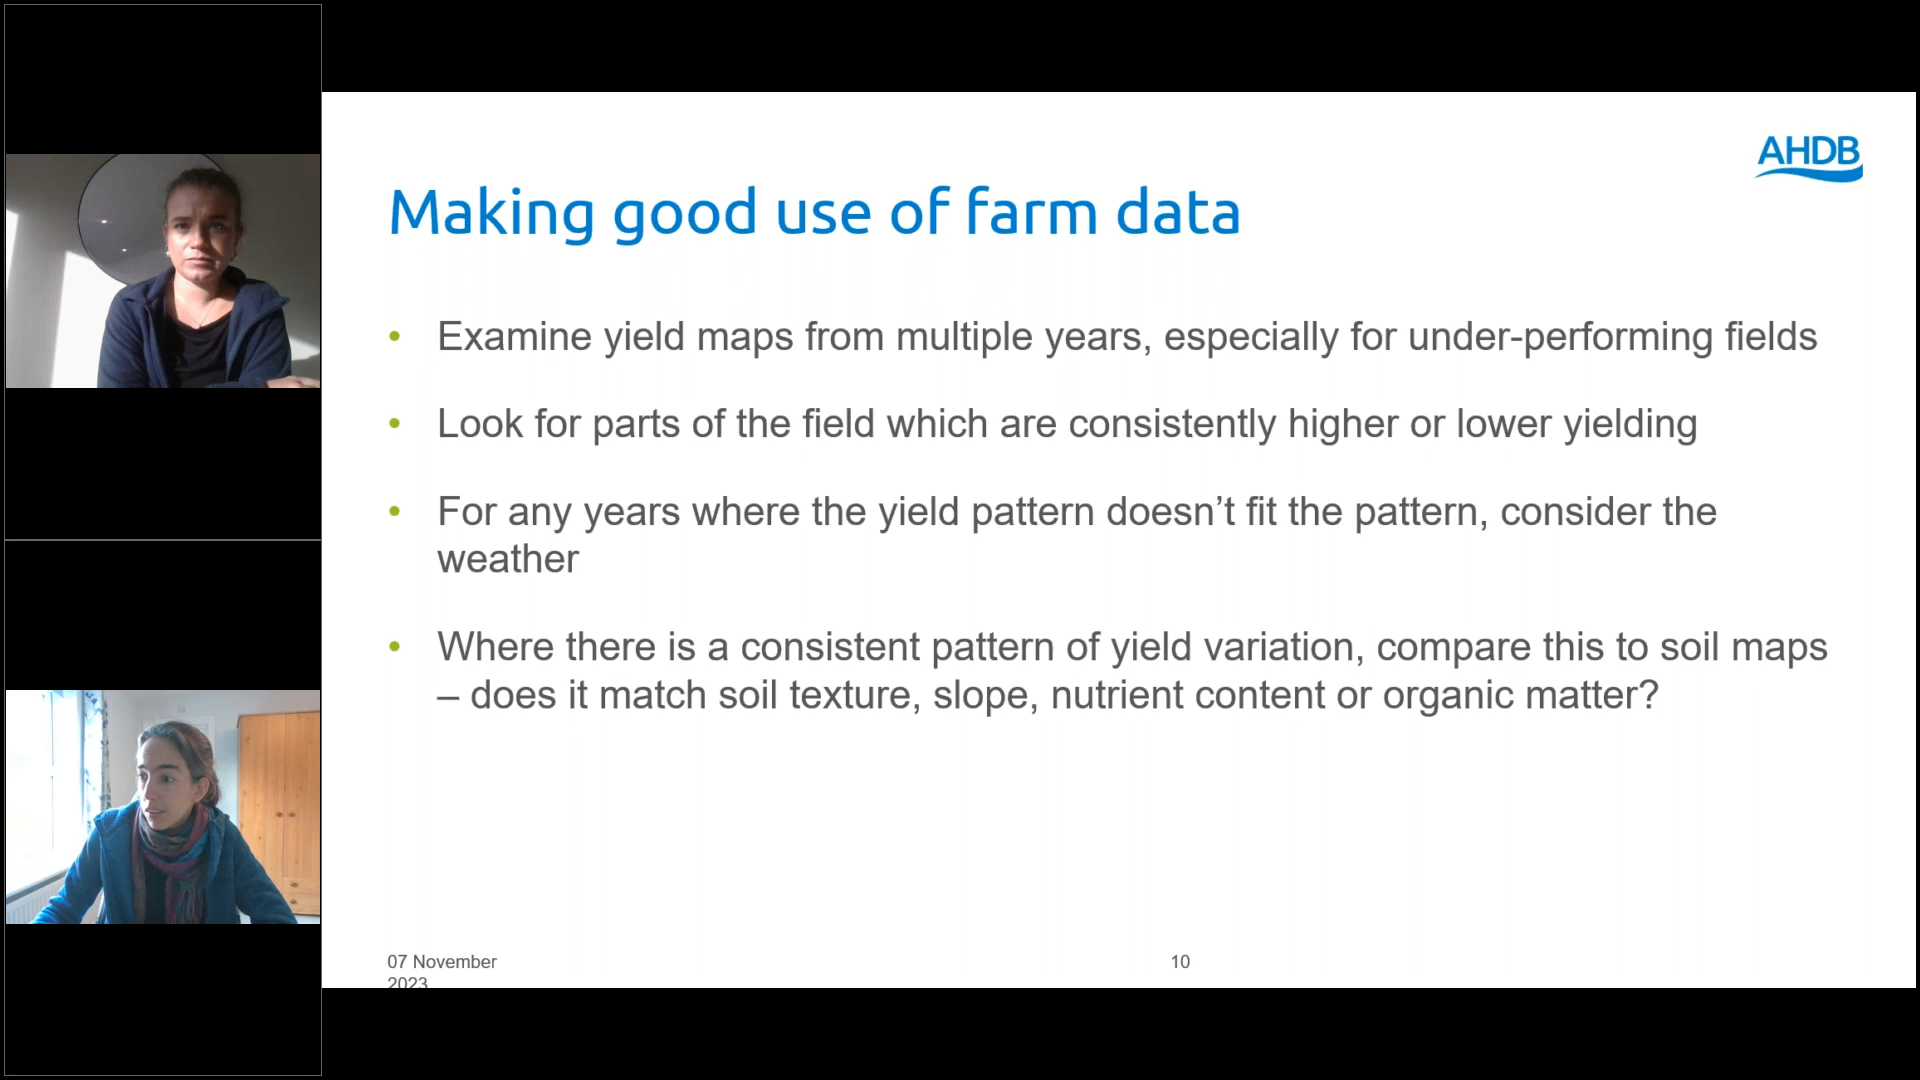 AHDB
Making good use of farm data
• Examine yield maps from multiple years, especially for under-performing fields
• Look for parts of the field which are consistently higher or lower yielding
• For any years where the yield pattern doesn’t fit the pattern, consider the
weather
• Where there is a consistent pattern of yield variation, compare this to soil maps
– does it match soil texture, slope, nutrient content or organic matter?
07 November
2023
10